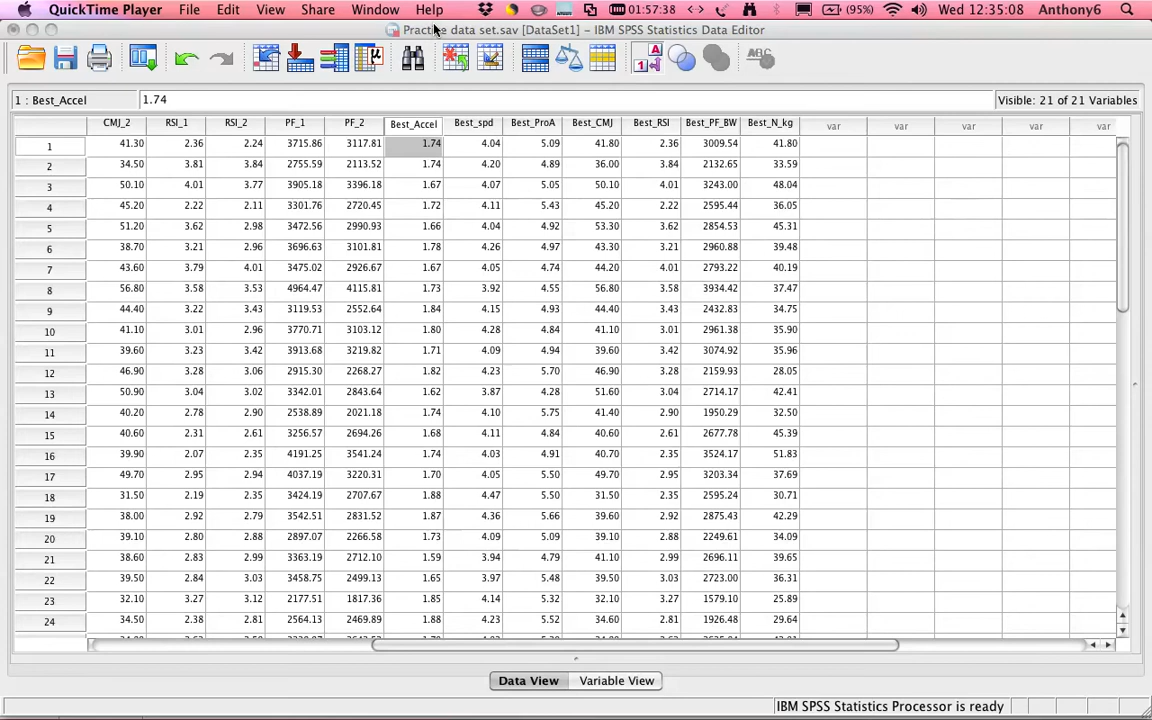 QuickTime Player File Edit View Share Window Help 01:57:38 (95%) Wed 12:35:08 Anthony6
Practice data set.sav [DataSet1] – IBM SPSS Statistics Data Editor
1 : Best_Accel 1.74 Visible: 21 of 21 Variables
CMJ_2 RSI_1 RSI_2 PF_1 PF_2 Best_Accel Best_spd Best_ProA Best_CMJ Best_RSI Best_PF_BW Best_N_kg var var var var var
1 41.30 2.36 2.24 3715.86 3117.81 1.74 4.04 5.09 41.80 2.36 3009.54 41.80
2 34.50 3.81 3.84 2755.59 2113.52 1.74 4.20 4.89 36.00 3.84 2132.65 33.59
3 50.10 4.01 3.77 3905.18 3396.18 1.67 4.07 5.05 50.10 4.01 3243.00 48.04
4 45.20 2.22 2.11 3301.76 2720.45 1.72 4.11 5.43 45.20 2.22 2595.44 36.05
5 51.20 3.62 2.98 3472.56 2990.93 1.66 4.04 4.92 53.30 3.62 2854.53 45.31
6 38.70 3.21 2.96 3696.63 3101.81 1.78 4.26 4.97 43.30 3.21 2960.88 39.48
7 43.60 3.79 4.01 3475.02 2926.67 1.67 4.05 4.74 44.20 4.01 2793.22 40.19
8 56.80 3.58 3.53 4964.47 4115.81 1.73 3.92 4.55 56.80 3.58 3934.42 37.47
9 44.40 3.22 3.43 3119.53 2552.64 1.84 4.15 4.93 44.40 3.43 2432.83 34.75
10 41.10 3.01 2.96 3770.71 3103.12 1.80 4.28 4.84 41.10 3.01 2961.38 35.90
11 39.60 3.23 3.42 3913.68 3219.82 1.71 4.09 4.94 39.60 3.42 3074.92 35.96
12 46.90 3.28 3.06 2915.30 2268.27 1.82 4.23 5.70 46.90 3.28 2159.93 28.05
13 50.90 3.04 3.02 3342.01 2843.64 1.62 3.87 4.28 51.60 3.04 2714.17 42.41
14 40.20 2.78 2.90 2538.89 2021.18 1.74 4.10 5.75 41.40 2.90 1950.29 32.50
15 40.60 2.31 2.61 3256.57 2694.26 1.68 4.11 4.84 40.60 2.61 2677.78 45.39
16 39.90 2.07 2.35 4191.25 3541.24 1.74 4.03 4.91 40.70 2.35 3524.17 51.83
17 49.70 2.95 2.94 4037.19 3220.31 1.70 4.05 5.50 49.70 2.95 3203.34 37.69
18 31.50 2.19 2.35 3424.19 2707.67 1.88 4.47 5.50 31.50 2.35 2595.24 30.71
19 38.00 2.92 2.79 3542.51 2831.52 1.87 4.36 5.66 39.60 2.92 2875.43 42.29
20 39.10 2.80 2.88 2897.07 2266.58 1.73 4.09 5.09 39.10 2.88 2249.61 34.09
21 38.60 2.83 2.99 3363.19 2712.10 1.59 3.94 4.79 41.10 2.99 2696.11 39.65
22 39.50 2.84 3.03 3458.75 2499.13 1.65 3.97 5.48 39.50 3.03 2723.00 36.31
23 32.10 3.27 3.12 2177.51 1817.36 1.85 4.14 5.32 32.10 3.27 1579.10 25.89
24 34.50 2.38 2.81 2564.13 2469.89 1.88 4.23 5.52 34.60 2.81 1926.48 29.64
Data View Variable View
IBM SPSS Statistics Processor is ready